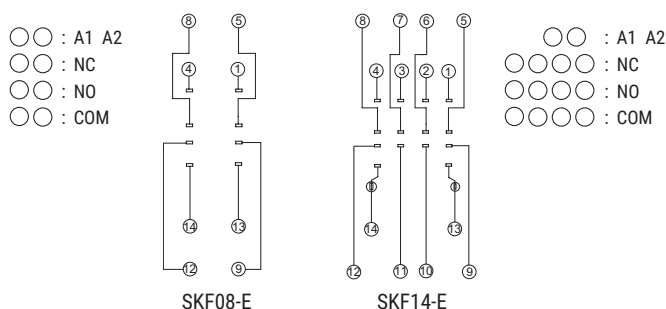 8 5
: A1 A2
: NC
: NO
: COM
4 1
14 13
12 9
SKF08-E
8 7 6 5
4 3 2 1
14 13
12 11 10 9
SKF14-E
: A1 A2
: NC
: NO
: COM